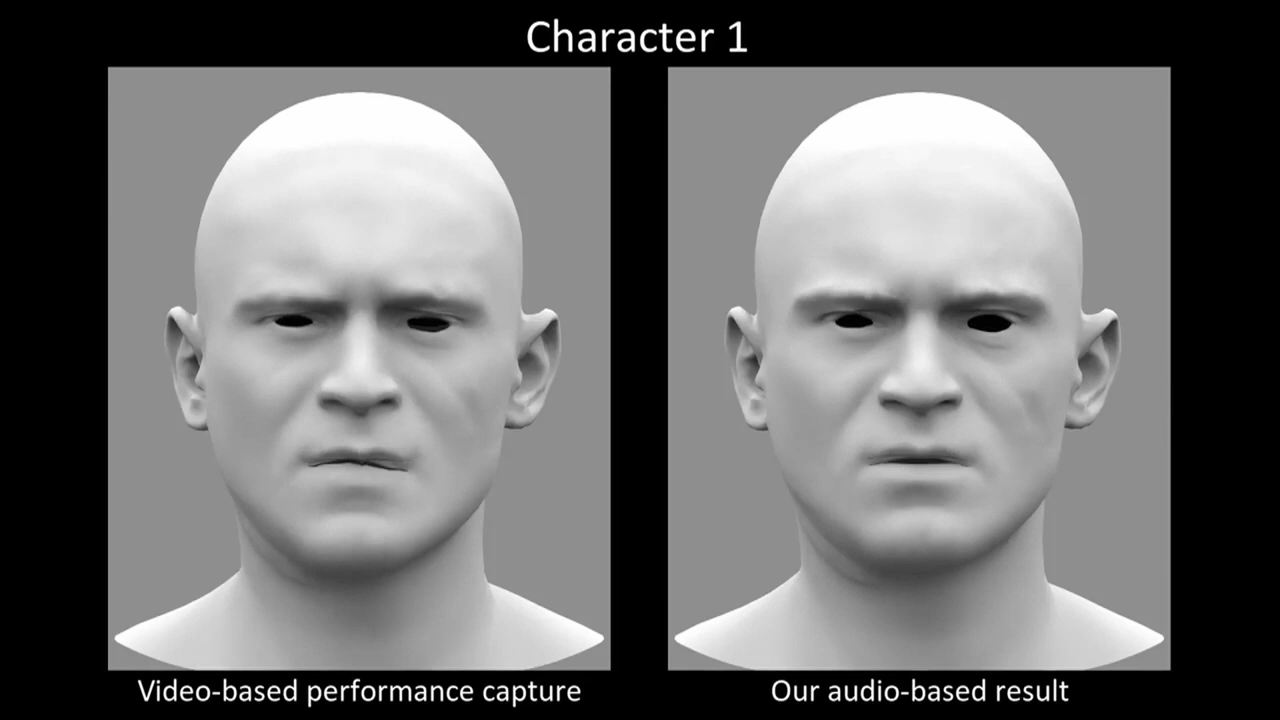 Character 1
Video-based performance capture
Our audio-based result